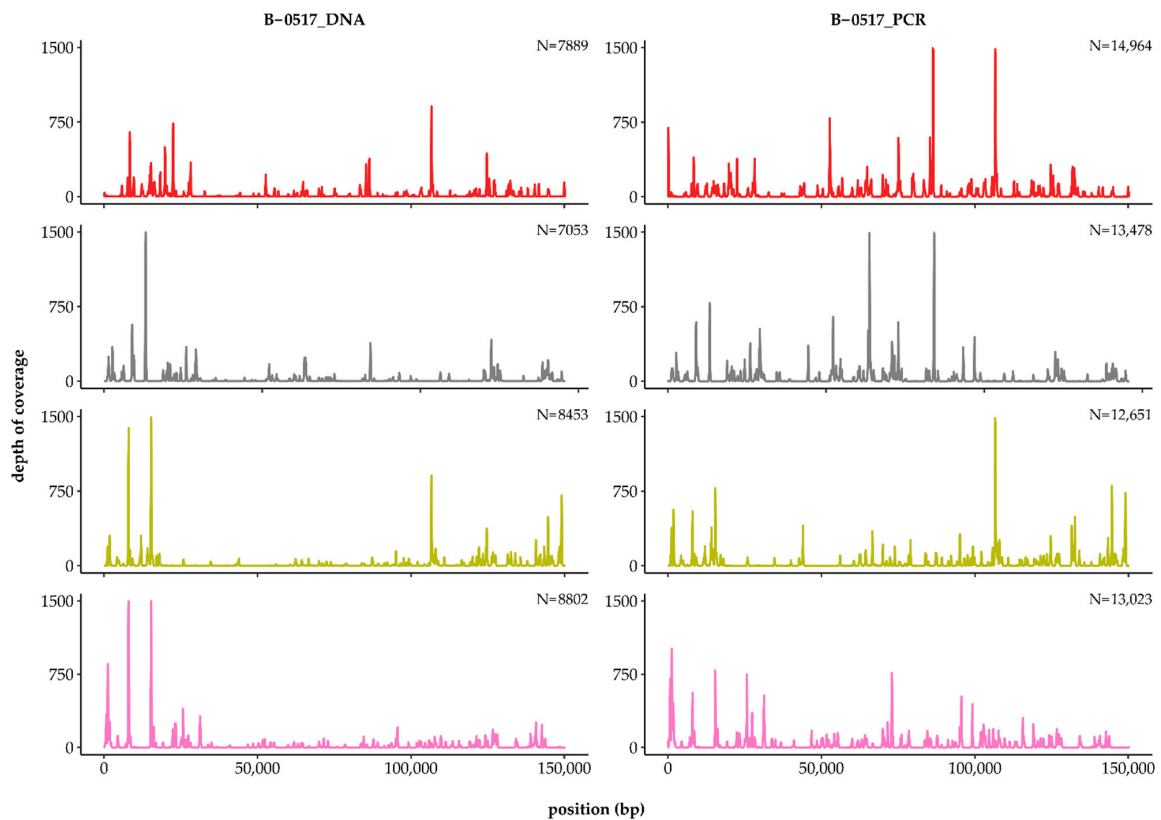 B−0517_DNA
B−0517_PCR
1500
750
0
N=7889
1500
750
0
N=14,964
1500
750
0
N=7053
1500
750
0
N=13,478
1500
750
0
N=8453
1500
750
0
N=12,651
1500
750
0
N=8802
1500
750
0
N=13,023
0
50,000
100,000
150,000
0
50,000
100,000
150,000
depth of coverage
position (bp)